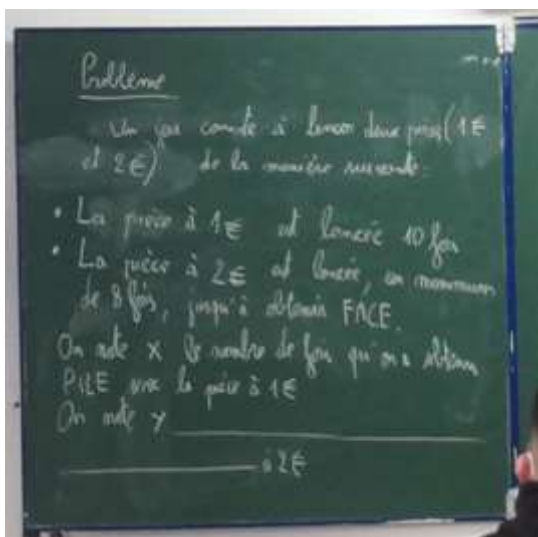 Problème
Un jeu consiste à lancer deux pièces (1€
et 2€) de la manière suivante :
• La pièce à 1€ est lancée 10 fois
• La pièce à 2€ est lancée, un maximum
de 8 fois, jusqu'à obtenir FACE.
On note X le nombre de fois qu'on a obtenu
PILE avec la pièce à 1€
On note Y
à 2€